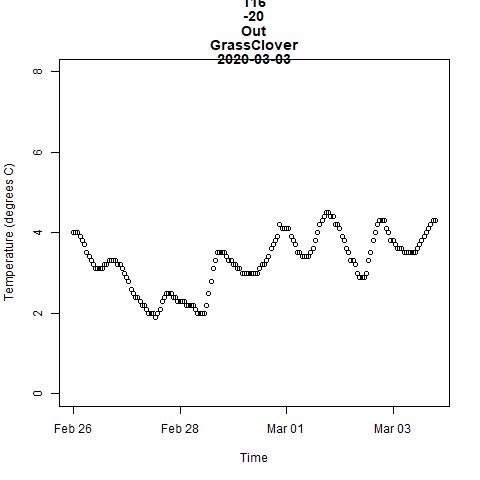 T16
-20
Out
GrassClover
2020-03-03
Temperature (degrees C)
8
6
4
2
0
Feb 26
Feb 28
Mar 01
Mar 03
Time